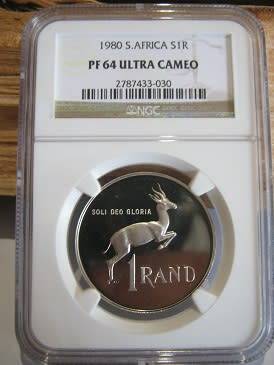 1980 S.AFRICA S1R
PF 64 ULTRA CAMEO
2787433-030
NGC
SOLI DEO GLORIA
1 RAND